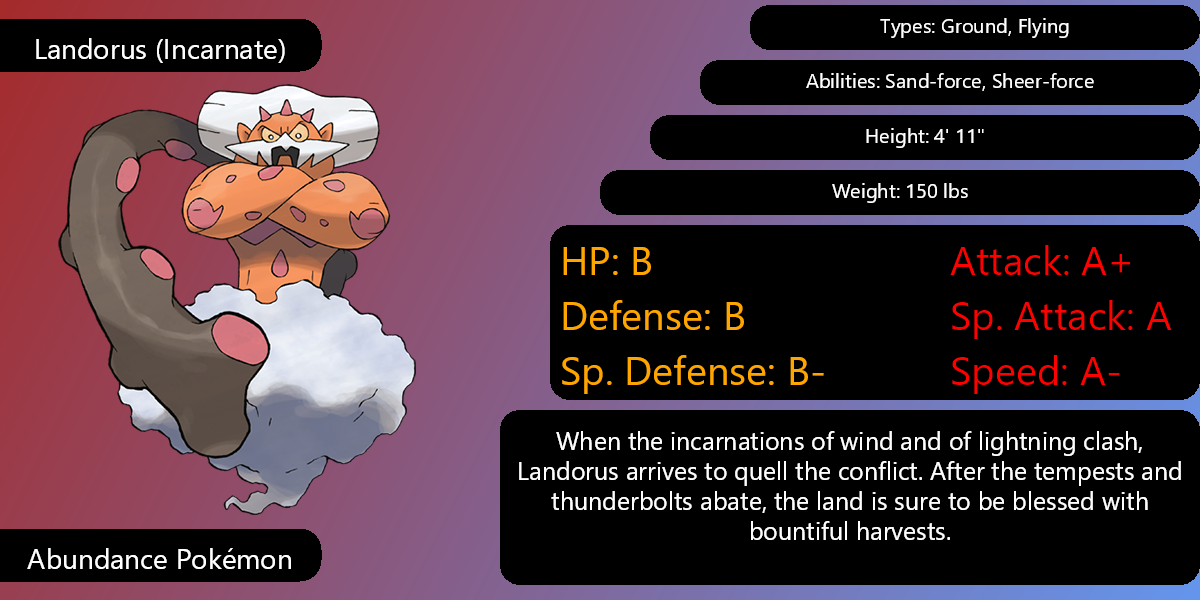 Landorus (Incarnate)
Types: Ground, Flying
Abilities: Sand-force, Sheer-force
Height: 4' 11"
Weight: 150 lbs
HP: B
Attack: A+
Defense: B
Sp. Attack: A
Sp. Defense: B-
Speed: A-
When the incarnations of wind and of lightning clash,
Landorus arrives to quell the conflict. After the tempests and
thunderbolts abate, the land is sure to be blessed with
bountiful harvests.
Abundance Pokémon